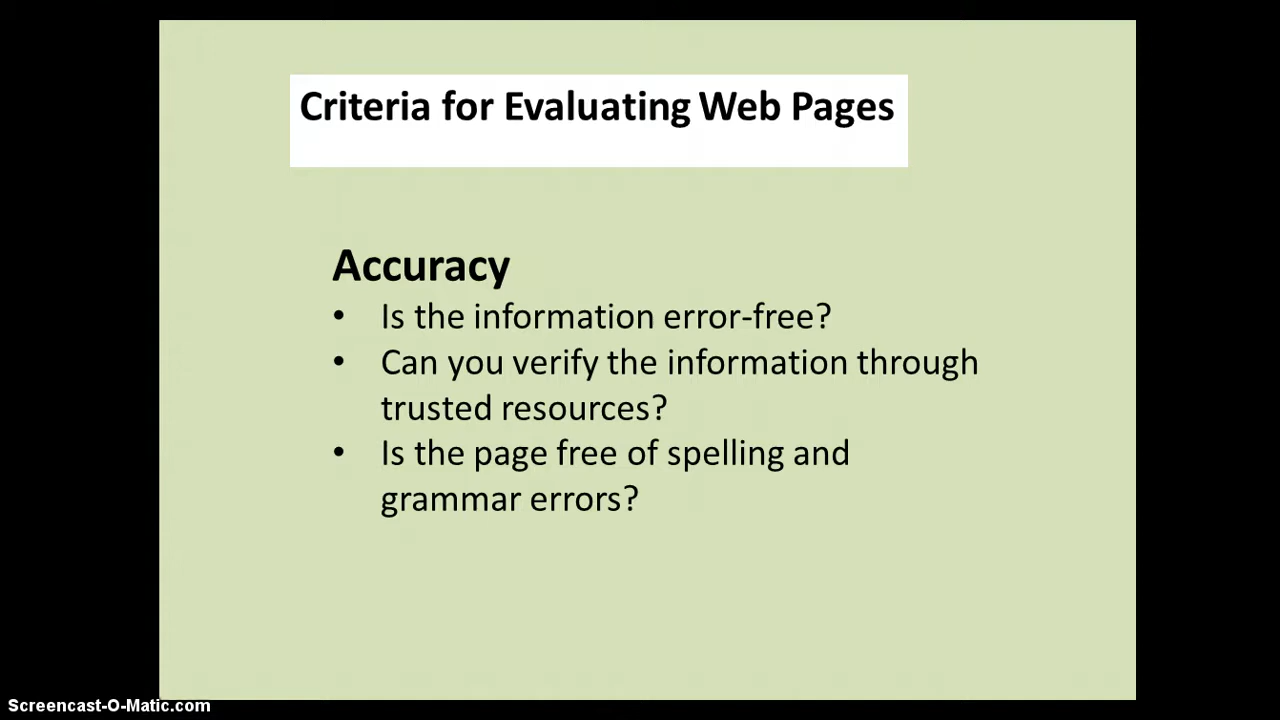 Criteria for Evaluating Web Pages
Accuracy
• Is the information error-free?
• Can you verify the information through
trusted resources?
• Is the page free of spelling and
grammar errors?
Screencast-O-Matic.com